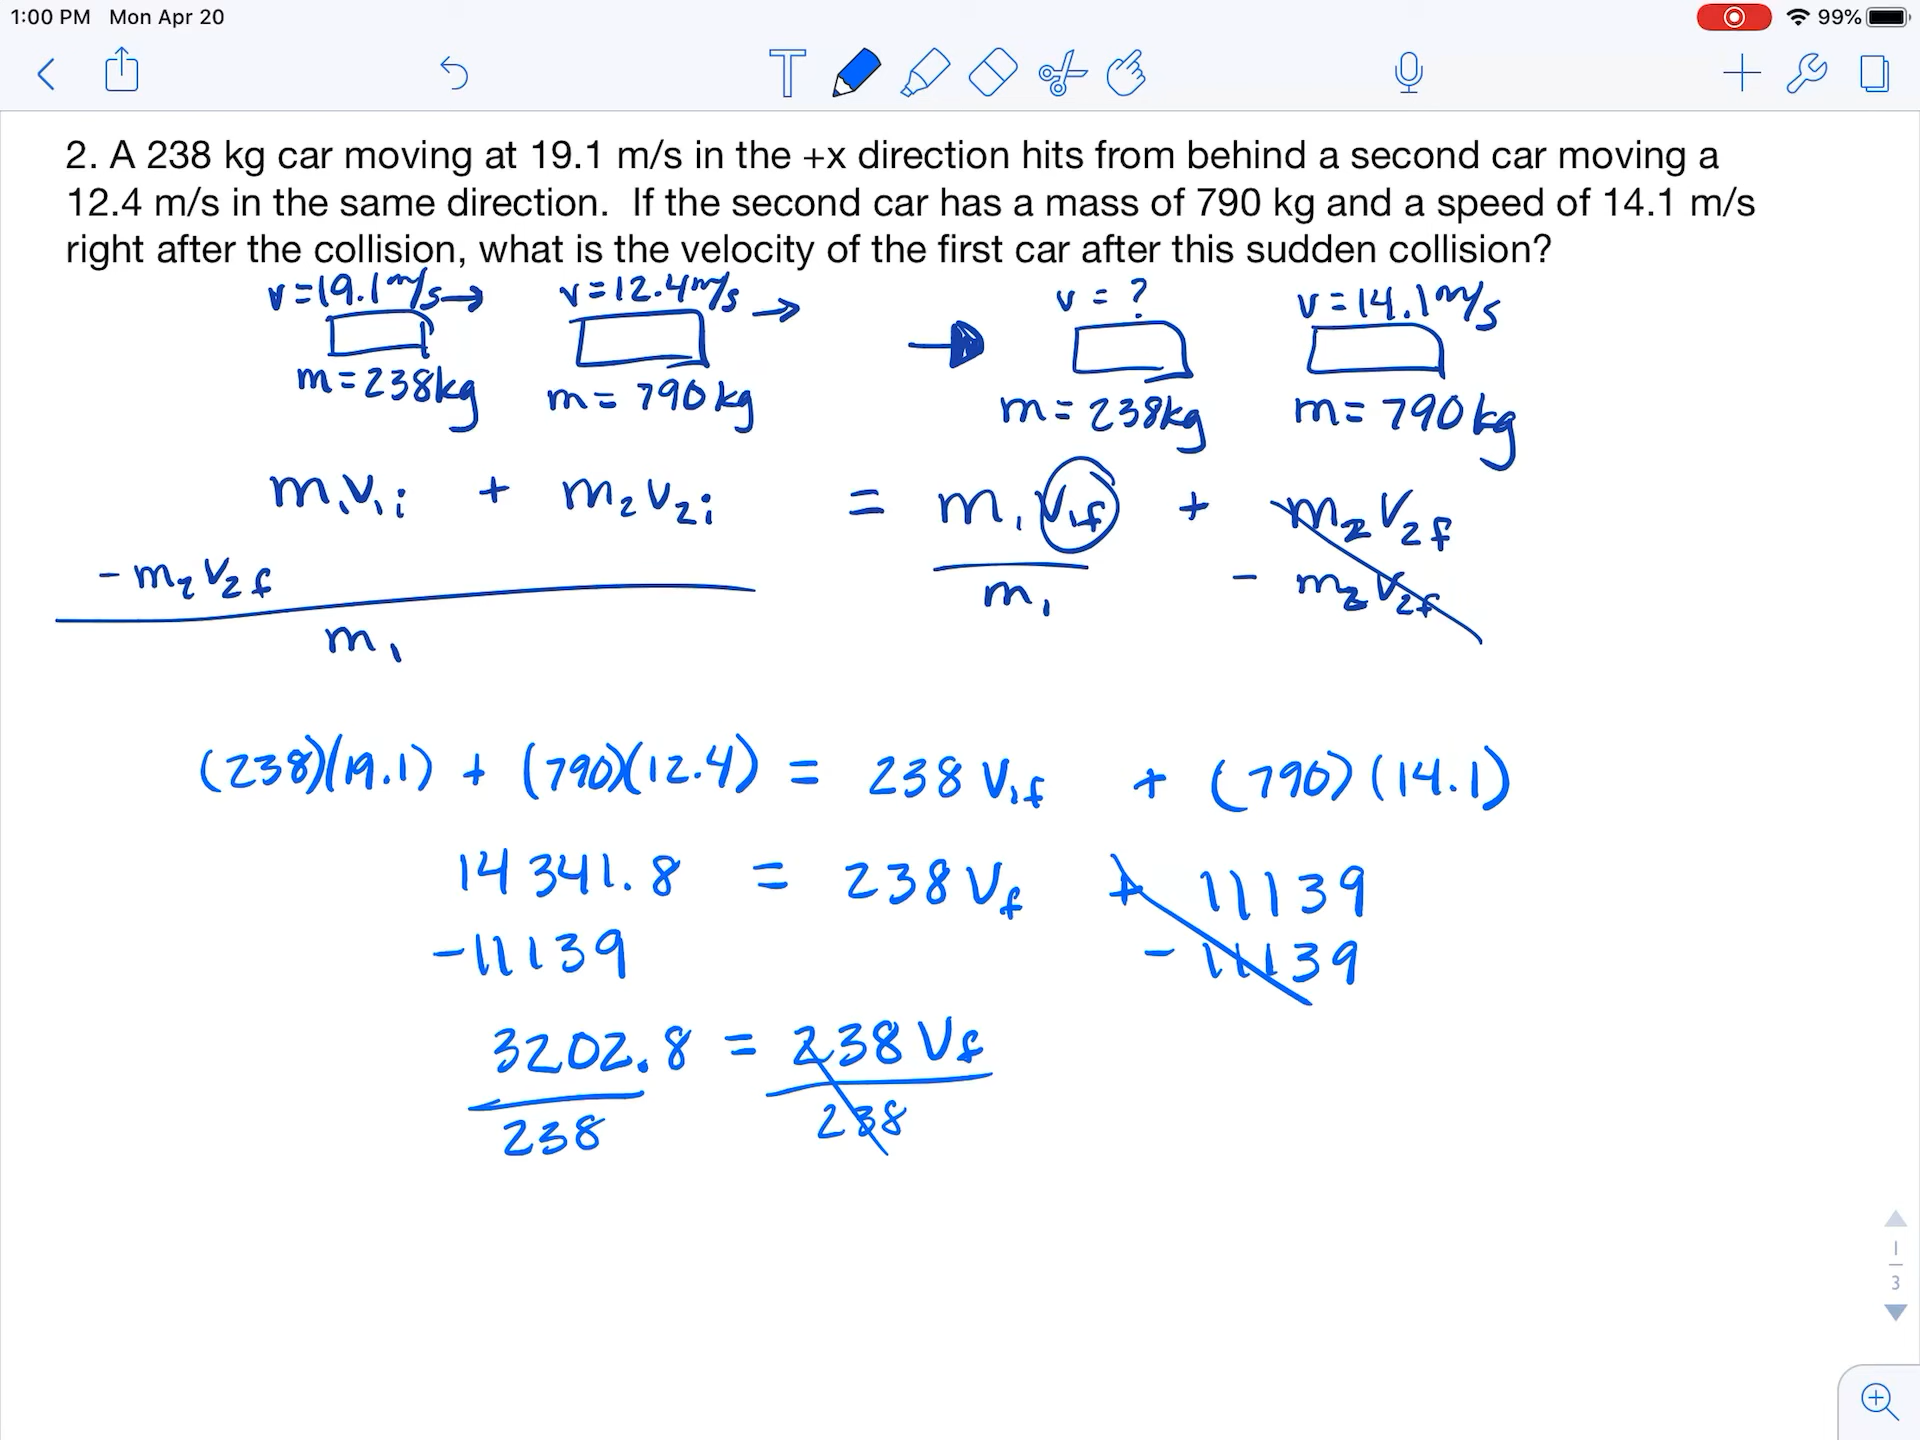 1:00 PM Mon Apr 20 99%
T
2. A 238 kg car moving at 19.1 m/s in the +x direction hits from behind a second car moving a
12.4 m/s in the same direction. If the second car has a mass of 790 kg and a speed of 14.1 m/s
right after the collision, what is the velocity of the first car after this sudden collision?
v=19.1m/s→ v=12.4m/s → v = ? v=14.1m/s
m=238kg m=790kg → m=238kg m=790kg
m₁v₁i + m₂v₂i = m₁v₁f + m₂v₂f
-m₂v₂f - m₂v₂f
m₁ m₁
(238)(19.1) + (790)(12.4) = 238 V₁f + (790)(14.1)
14341.8 = 238 Vf + 11139
-11139 - 11139
3202.8 = 238 Vf
238 238
1
3